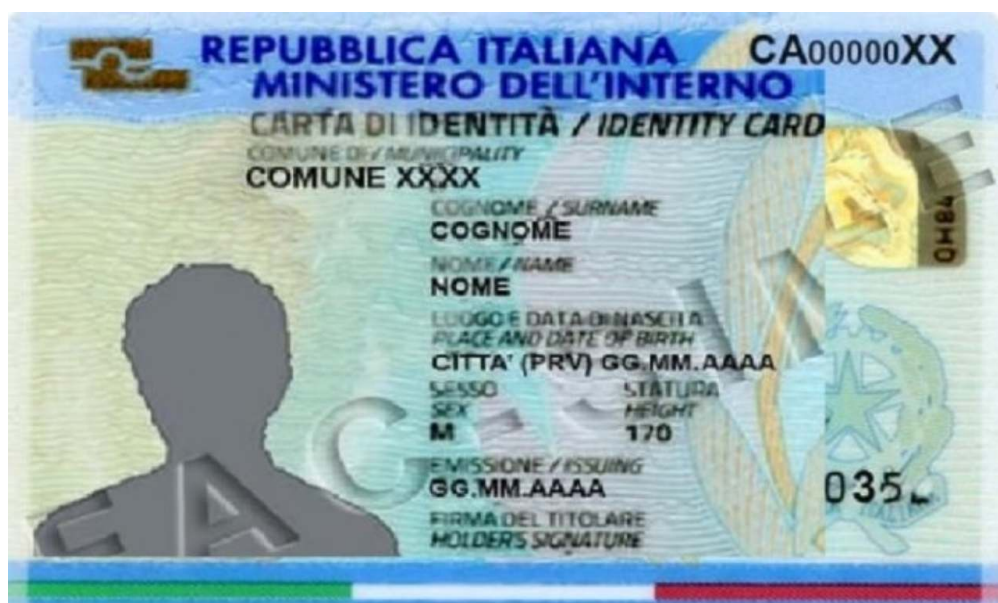 REPUBBLICA ITALIANA
CA00000XX
MINISTERO DELL'INTERNO
CARTA DI IDENTITÀ / IDENTITY CARD
COMUNE DI / MUNICIPALITY
COMUNE XXXX
COGNOME / SURNAME
COGNOME
NOME / NAME
NOME
LUOGO E DATA DI NASCITA
PLACE AND DATE OF BIRTH
CITTA' (PRV) GG.MM.AAAA
SESSO STATURA
SEX HEIGHT
M 170
EMISSIONE / ISSUING
GG.MM.AAAA
FIRMA DEL TITOLARE
HOLDER'S SIGNATURE
035